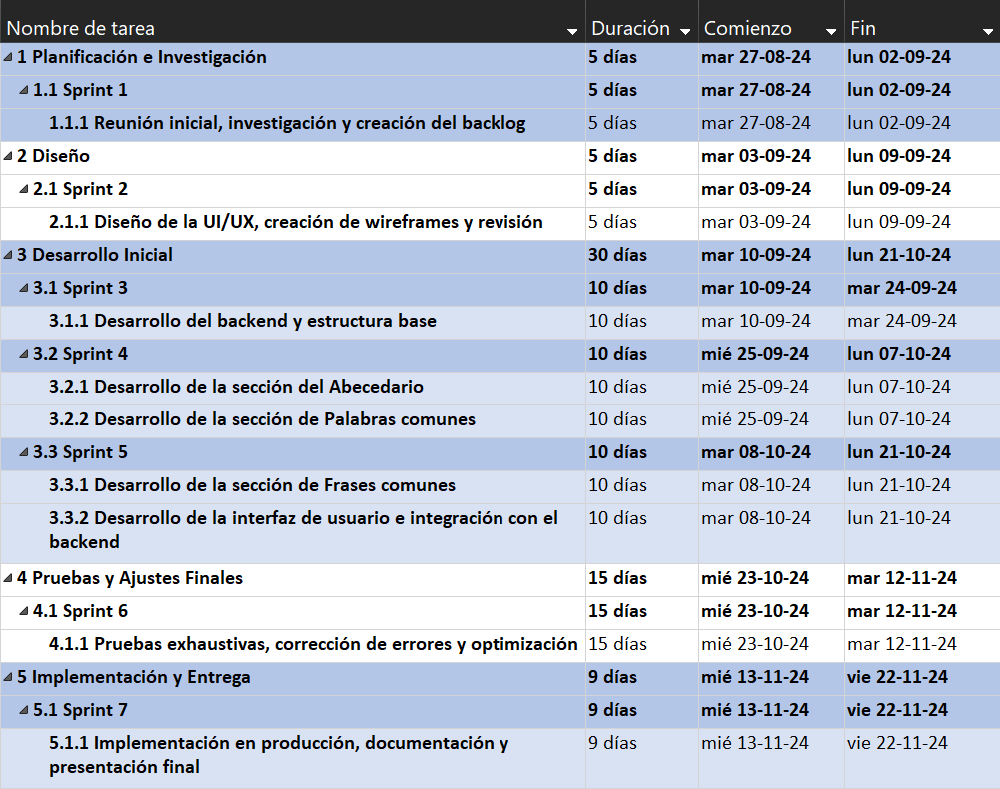 Nombre de tarea Duración Comienzo Fin
1 Planificación e Investigación 5 días mar 27-08-24 lun 02-09-24
1.1 Sprint 1 5 días mar 27-08-24 lun 02-09-24
1.1.1 Reunión inicial, investigación y creación del backlog 5 días mar 27-08-24 lun 02-09-24
2 Diseño 5 días mar 03-09-24 lun 09-09-24
2.1 Sprint 2 5 días mar 03-09-24 lun 09-09-24
2.1.1 Diseño de la UI/UX, creación de wireframes y revisión 5 días mar 03-09-24 lun 09-09-24
3 Desarrollo Inicial 30 días mar 10-09-24 lun 21-10-24
3.1 Sprint 3 10 días mar 10-09-24 mar 24-09-24
3.1.1 Desarrollo del backend y estructura base 10 días mar 10-09-24 mar 24-09-24
3.2 Sprint 4 10 días mié 25-09-24 lun 07-10-24
3.2.1 Desarrollo de la sección del Abecedario 10 días mié 25-09-24 lun 07-10-24
3.2.2 Desarrollo de la sección de Palabras comunes 10 días mié 25-09-24 lun 07-10-24
3.3 Sprint 5 10 días mar 08-10-24 lun 21-10-24
3.3.1 Desarrollo de la sección de Frases comunes 10 días mar 08-10-24 lun 21-10-24
3.3.2 Desarrollo de la interfaz de usuario e integración con el 10 días mar 08-10-24 lun 21-10-24
backend
4 Pruebas y Ajustes Finales 15 días mié 23-10-24 mar 12-11-24
4.1 Sprint 6 15 días mié 23-10-24 mar 12-11-24
4.1.1 Pruebas exhaustivas, corrección de errores y optimización 15 días mié 23-10-24 mar 12-11-24
5 Implementación y Entrega 9 días mié 13-11-24 vie 22-11-24
5.1 Sprint 7 9 días mié 13-11-24 vie 22-11-24
5.1.1 Implementación en producción, documentación y 9 días mié 13-11-24 vie 22-11-24
presentación final